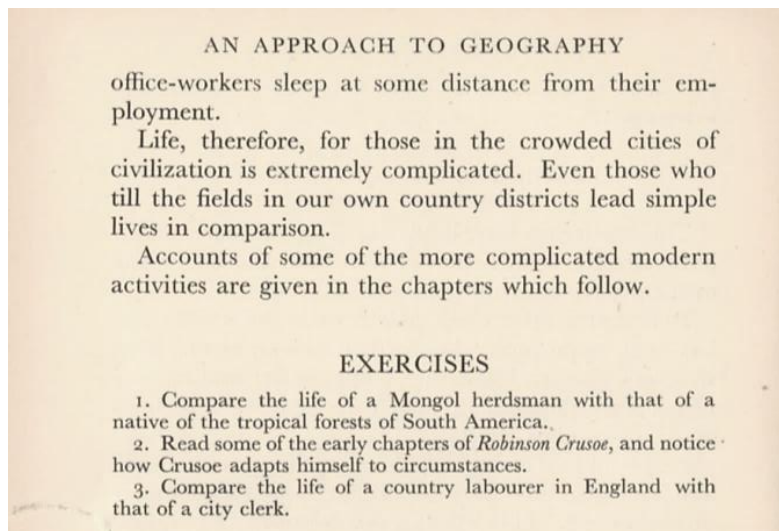 AN APPROACH TO GEOGRAPHY
office-workers sleep at some distance from their em-
ployment.
Life, therefore, for those in the crowded cities of
civilization is extremely complicated. Even those who
till the fields in our own country districts lead simple
lives in comparison.
Accounts of some of the more complicated modern
activities are given in the chapters which follow.
EXERCISES
1. Compare the life of a Mongol herdsman with that of a
native of the tropical forests of South America.
2. Read some of the early chapters of Robinson Crusoe, and notice
how Crusoe adapts himself to circumstances.
3. Compare the life of a country labourer in England with
that of a city clerk.